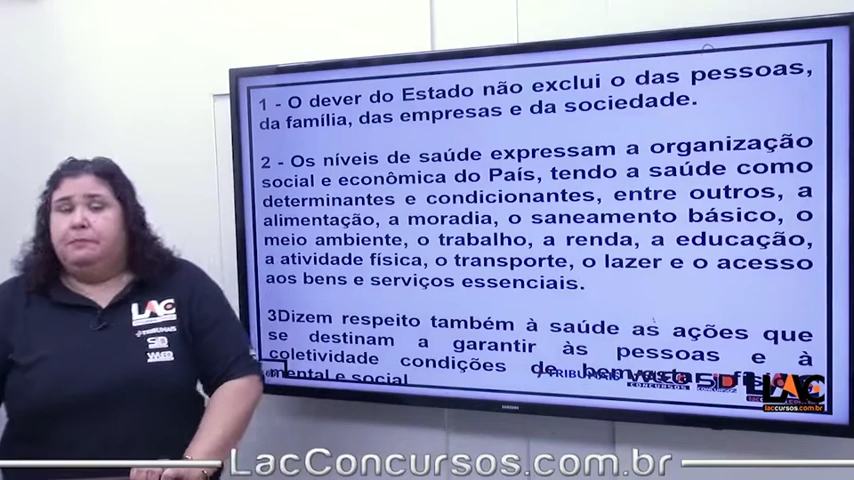 1 - O dever do Estado não exclui o das pessoas,
da família, das empresas e da sociedade.
2 - Os níveis de saúde expressam a organização
social e econômica do País, tendo a saúde como
determinantes e condicionantes, entre outros, a
alimentação, a moradia, o saneamento básico, o
meio ambiente, o trabalho, a renda, a educação,
a atividade física, o transporte, o lazer e o acesso
aos bens e serviços essenciais.
3Dizem respeito também à saúde as ações que
se destinam a garantir às pessoas e à
coletividade condições de bem-estar
mental e social
LAC
lacconcursos.com.br
LAC
TRIBUNAIS
LacConcursos.com.br